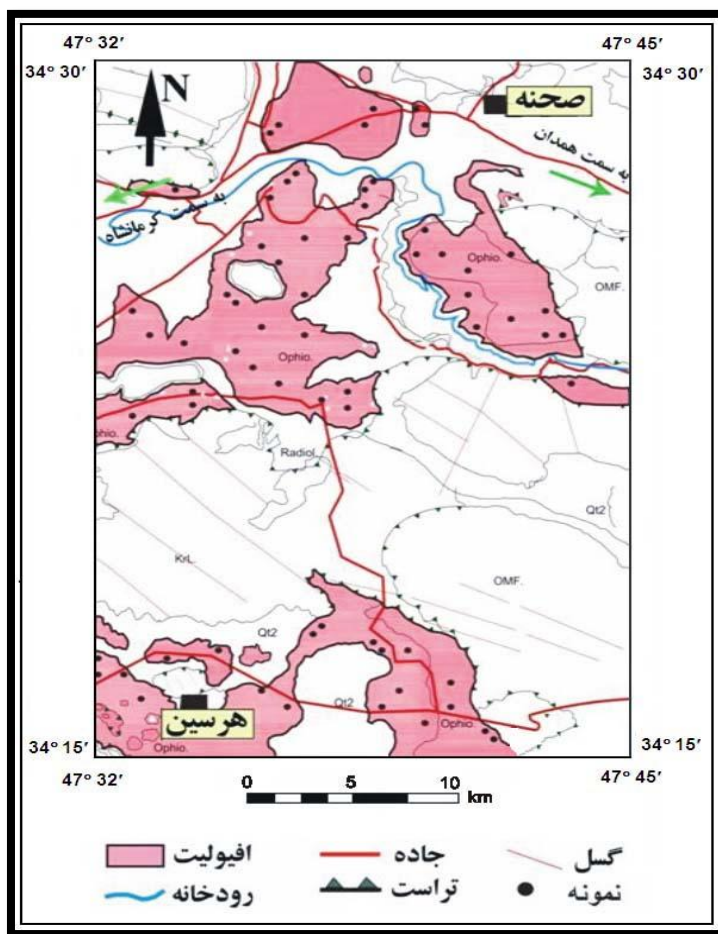 47° 32′ 47° 45′
34° 30′ 34° 30′
N
صحنه
به سمت همدان
به سمت کرمانشاه
Ophio.
OMF.
Ophio.
phio.
Radiol.
Qt2
KrL.
OMF.
Qt2
Qt2
هرسین
Ophio.
Ophio.
34° 15′ 34° 15′
47° 32′ 47° 45′
0 5 10
km
افیولیت جاده گسل
رودخانه تراست نمونه